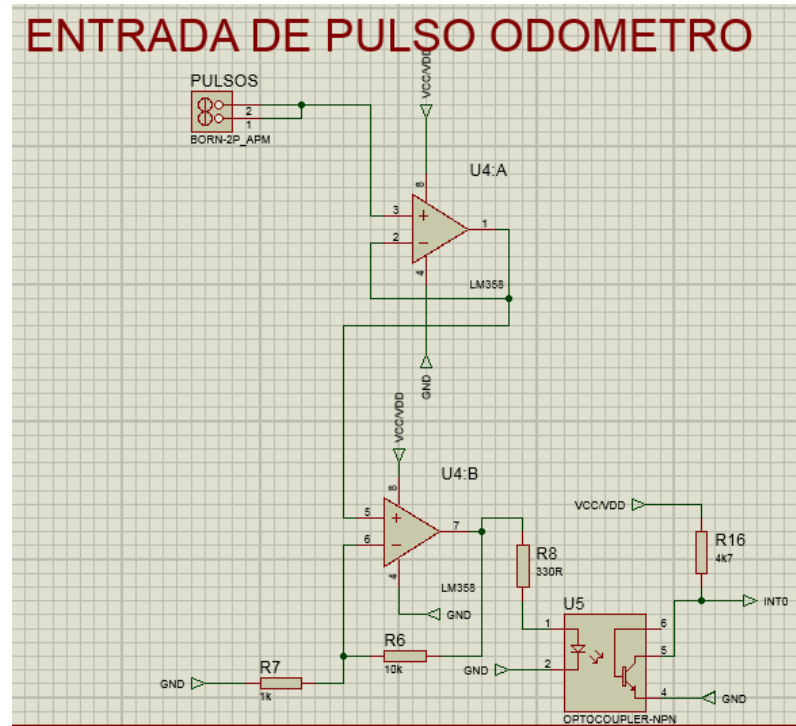 ENTRADA DE PULSO ODOMETRO
PULSOS
2
1
BORN-2P_APM
VCC/VDD
8
U4:A
3
+
1
2
−
4
LM358
GND
VCC/VDD
8
U4:B
5
+
7
6
−
4
LM358
GND
VCC/VDD
R16
4k7
INT0
R8
330R
U5
1
6
5
GND
2
4
GND
OPTOCOUPLER-NPN
R6
10k
GND
R7
1k